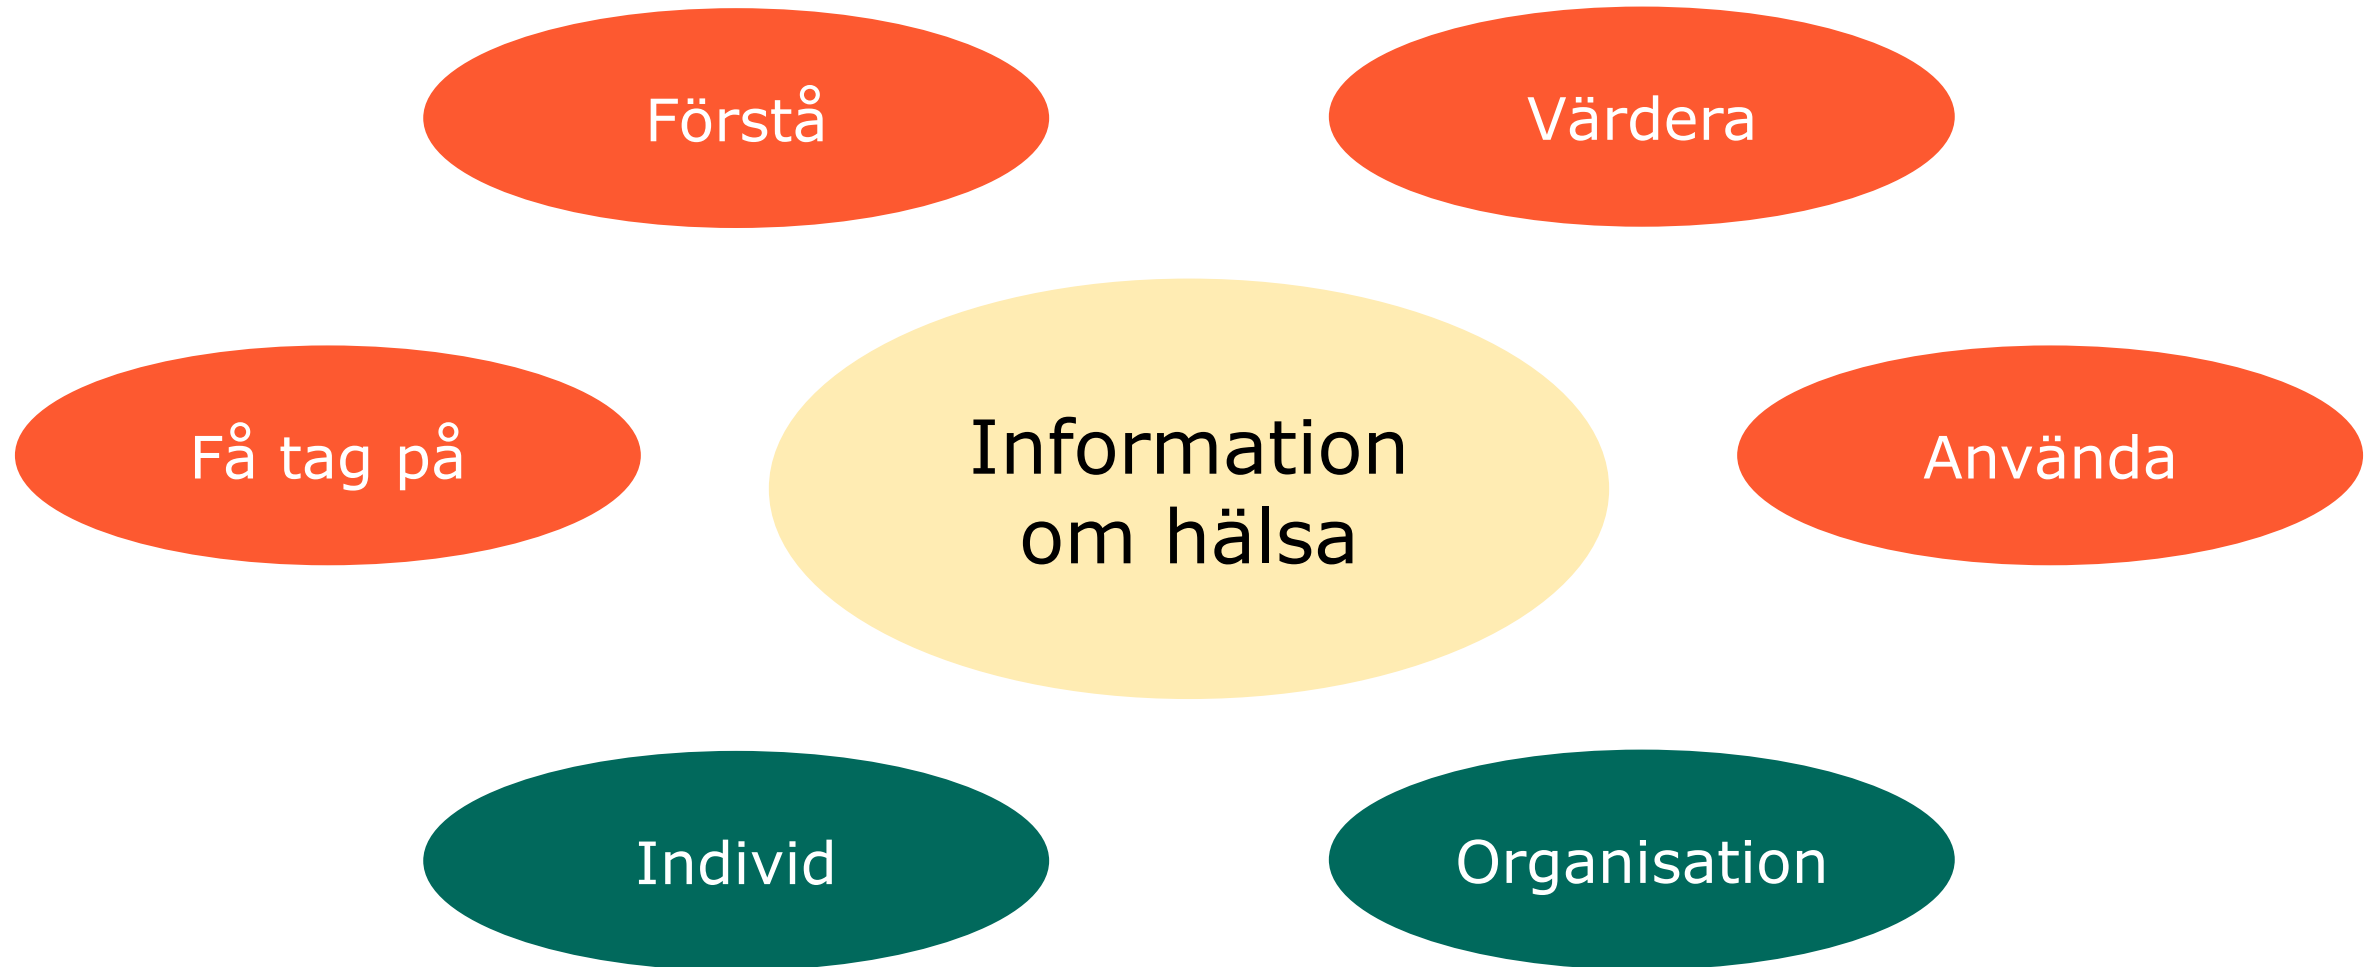 Förstå
Värdera
Få tag på
Information
om hälsa
Använda
Individ
Organisation